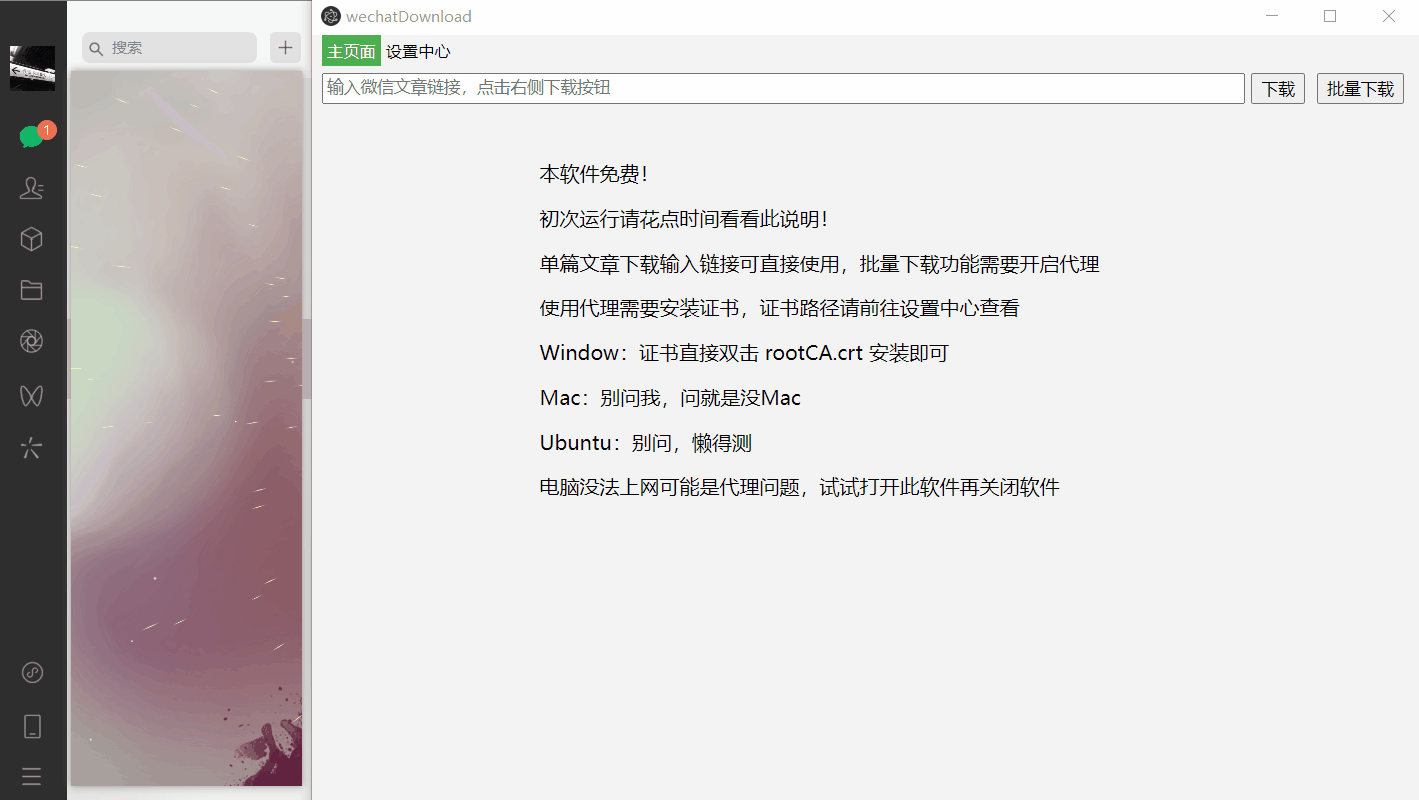 搜索
1
wechatDownload
主页面 设置中心
输入微信文章链接，点击右侧下载按钮 下载 批量下载
本软件免费！
初次运行请花点时间看看此说明！
单篇文章下载输入链接可直接使用，批量下载功能需要开启代理
使用代理需要安装证书，证书路径请前往设置中心查看
Window：证书直接双击 rootCA.crt 安装即可
Mac：别问我，问就是没Mac
Ubuntu：别问，懒得测
电脑没法上网可能是代理问题，试试打开此软件再关闭软件